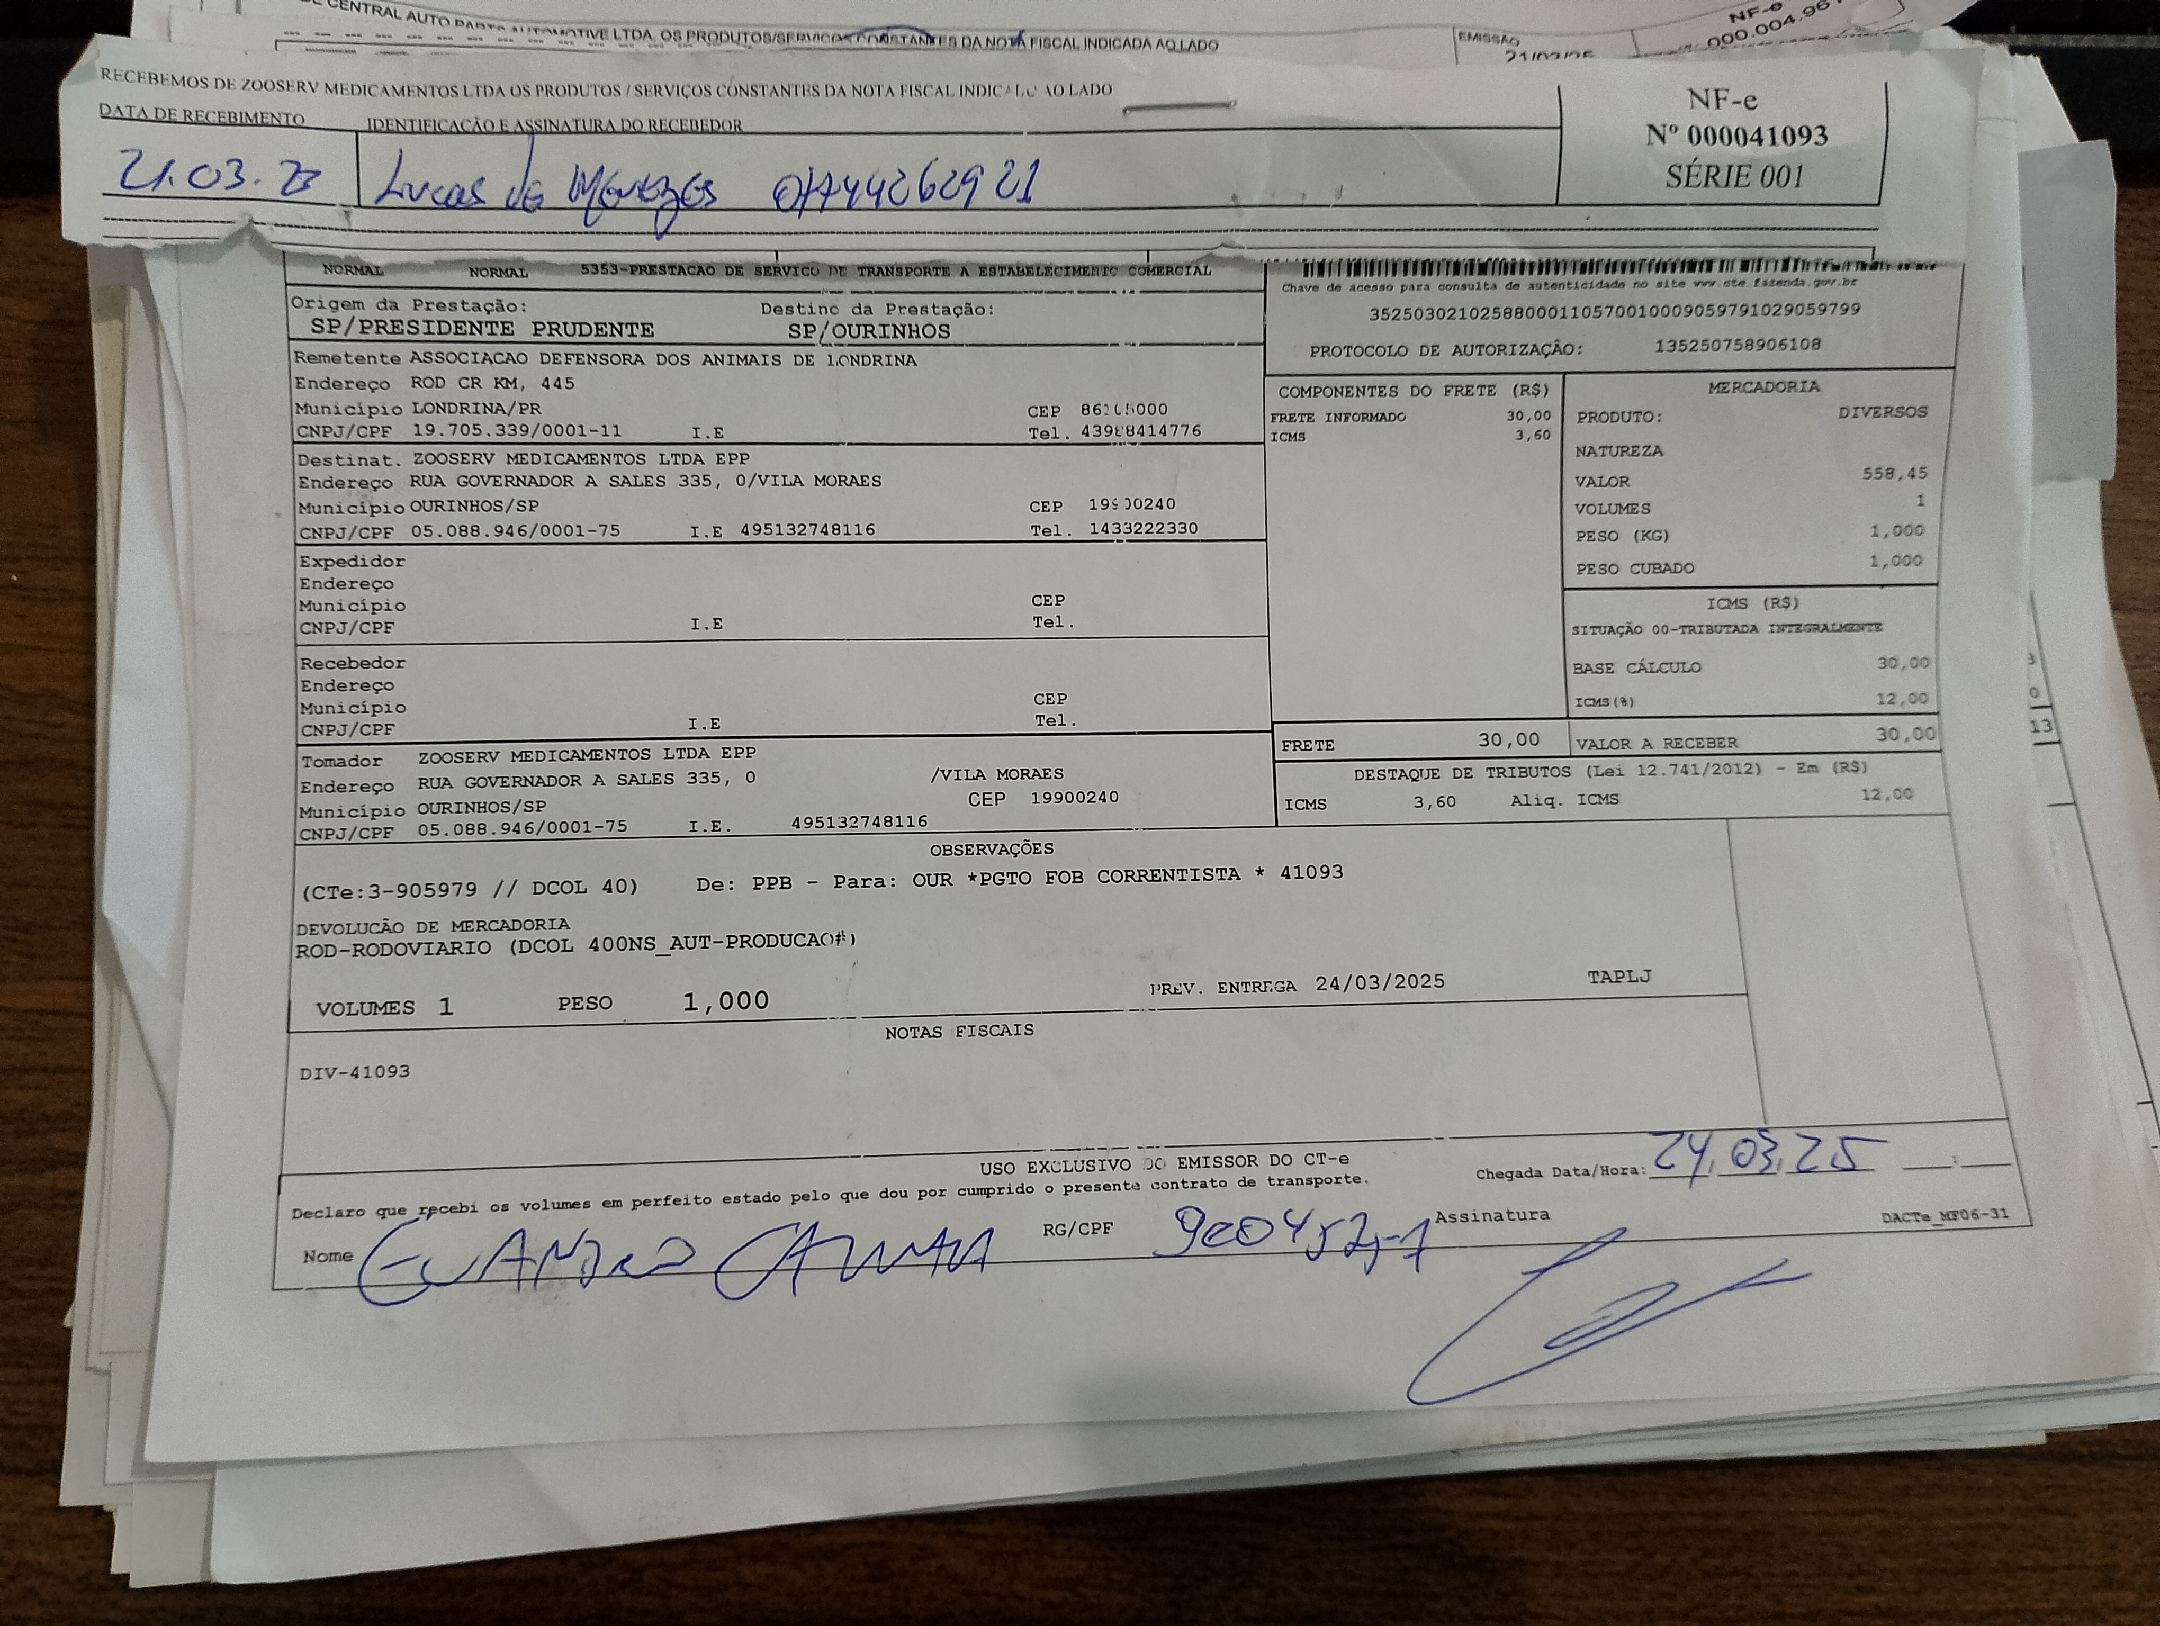 CENTRAL AUTO PARTS AUTOMOTIVE LTDA, OS PRODUTOS/SERVIÇOS CONSTANTES DA NOTA FISCAL INDICADA AO LADO
EMISSÃO
21/03/25
NF-e
000.004.961
RECEBEMOS DE ZOOSERV MEDICAMENTOS LTDA OS PRODUTOS / SERVIÇOS CONSTANTES DA NOTA FISCAL INDICADO AO LADO
DATA DE RECEBIMENTO IDENTIFICAÇÃO E ASSINATURA DO RECEBEDOR
NF-e
Nº 000041093
SÉRIE 001
21.03. Lucas de Menezes
NORMAL NORMAL 5353-PRESTACAO DE SERVICO DE TRANSPORTE A ESTABELECIMENTO COMERCIAL
Chave de acesso para consulta de autenticidade no site www.cte.fazenda.gov.br
35250302102588000110570010009059791029059799
PROTOCOLO DE AUTORIZAÇÃO: 135250758906108
Origem da Prestação: Destino da Prestação:
SP/PRESIDENTE PRUDENTE SP/OURINHOS
Remetente ASSOCIACAO DEFENSORA DOS ANIMAIS DE LONDRINA
Endereço ROD CR KM, 445
Município LONDRINA/PR CEP
CNPJ/CPF 19.705.339/0001-11 I.E Tel. 43988414776
Destinat. ZOOSERV MEDICAMENTOS LTDA EPP
Endereço RUA GOVERNADOR A SALES 335, 0/VILA MORAES
Município OURINHOS/SP CEP 19900240
CNPJ/CPF 05.088.946/0001-75 I.E 495132748116 Tel. 1433222330
Expedidor
Endereço
Município CEP
CNPJ/CPF I.E Tel.
Recebedor
Endereço
Município CEP
CNPJ/CPF I.E Tel.
Tomador ZOOSERV MEDICAMENTOS LTDA EPP
Endereço RUA GOVERNADOR A SALES 335, 0 /VILA MORAES
Município OURINHOS/SP CEP 19900240
CNPJ/CPF 05.088.946/0001-75 I.E. 495132748116
COMPONENTES DO FRETE (R$)
FRETE INFORMADO 30,00
ICMS 3,60
MERCADORIA
PRODUTO: DIVERSOS
NATUREZA
VALOR 558,45
VOLUMES 1
PESO (KG) 1,000
PESO CUBADO 1,000
ICMS (R$)
SITUAÇÃO 00-TRIBUTADA INTEGRALMENTE
BASE CÁLCULO 30,00
ICMS(%) 12,00
FRETE 30,00 VALOR A RECEBER 30,00
DESTAQUE DE TRIBUTOS (Lei 12.741/2012) - Em (R$)
ICMS 3,60 Aliq. ICMS 12,00
OBSERVAÇÕES
(CTe:3-905979 // DCOL 40) De: PPB - Para: OUR *PGTO FOB CORRENTISTA * 41093
DEVOLUCÃO DE MERCADORIA
ROD-RODOVIARIO (DCOL 400NS_AUT-PRODUCAO#)
VOLUMES 1 PESO 1,000 PREV. ENTREGA 24/03/2025 TAPLJ
NOTAS FISCAIS
DIV-41093
USO EXCLUSIVO DO EMISSOR DO CT-e
Chegada Data/Hora: 24.03.25 :
Declaro que recebi os volumes em perfeito estado pelo que dou por cumprido o presente contrato de transporte.
Nome EVANDRO RG/CPF Assinatura
DACTe_MF06-31
13